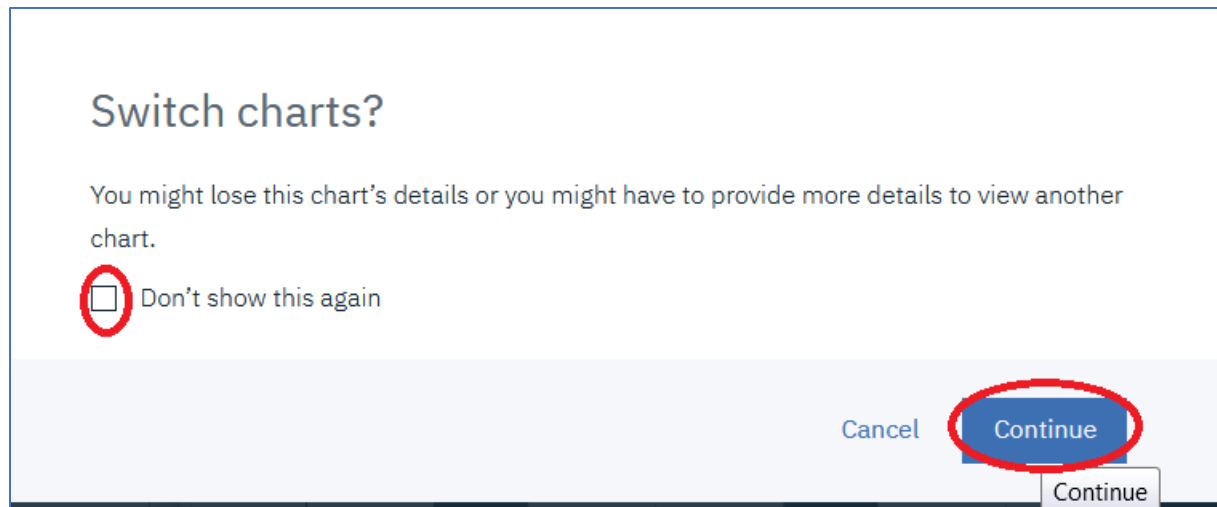 Switch charts?
You might lose this chart’s details or you might have to provide more details to view another
chart.
Don’t show this again
Cancel
Continue
Continue